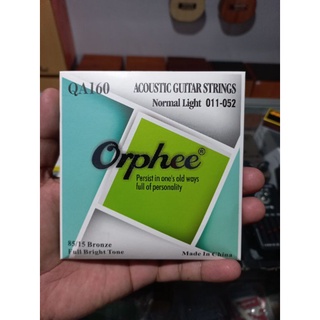 QA160
ACOUSTIC GUITAR STRINGS
Normal Light 011-052
Orphee®
Persist in one's old ways
full of personality
85/15 Bronze
Full Bright Tone
Made In China